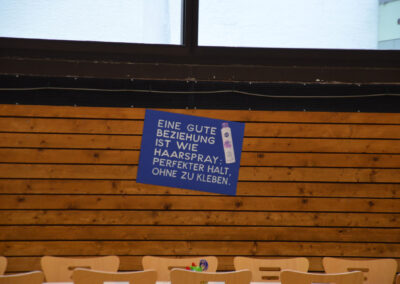 EINE GUTE
BEZIEHUNG
IST WIE
HAARSPRAY:
PERFEKTER HALT,
OHNE ZU KLEBEN.